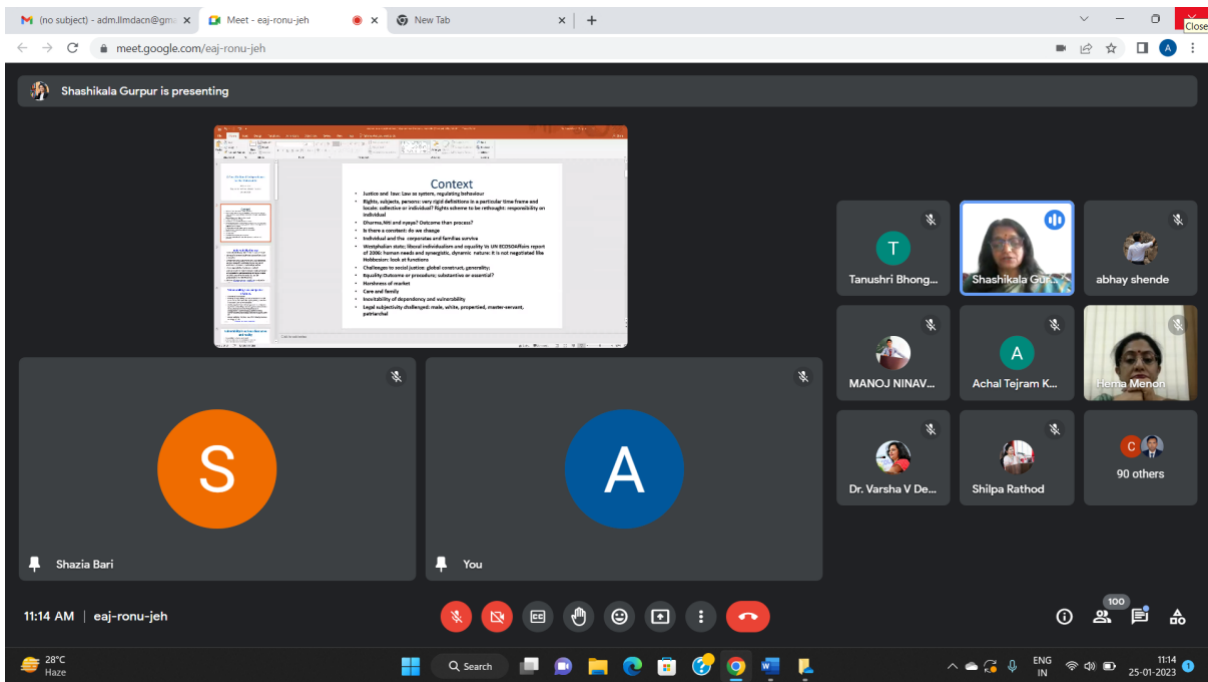 (no subject) - adm.llmdacn@gma
Meet - eaj-ronu-jeh
New Tab
Close
meet.google.com/eaj-ronu-jeh
A
Shashikala Gurpur is presenting
Context
Justice and law: Law as system, regulating behaviour
Rights, subjects, persons: very rigid definitions in a particular time frame and
locale: collective or individual? Rights scheme to be rethought: responsibility on
individual
Dharma, Niti and nyaya? Outcome than process?
Is there a constant: do we change
Individual and the corporates and families survive
Westphalian state; liberal individualism and equality Vs UN ECOSOAffairs report
of 2006: human needs and synergistic, dynamic nature: it is not negotiated like
Hobbesian: look at functions
Challenges to social justice: global construct, generality;
Equality: Outcome or procedure; substantive or essential?
Harshness of market
Care and family
Inevitability of dependency and vulnerability
Legal subjectivity challenged: male, white, propertied, master-servant,
patriarchal
T
Tanushri Bhong...
Shashikala Gur...
abhay shende
MANOJ NINAV...
A
Achal Tejram K...
Hema Menon
Dr. Varsha V De...
Shilpa Rathod
C
90 others
S
Shazia Bari
A
You
11:14 AM | eaj-ronu-jeh
100
28°C
Haze
Search
ENG
IN
11:14
25-01-2023
1